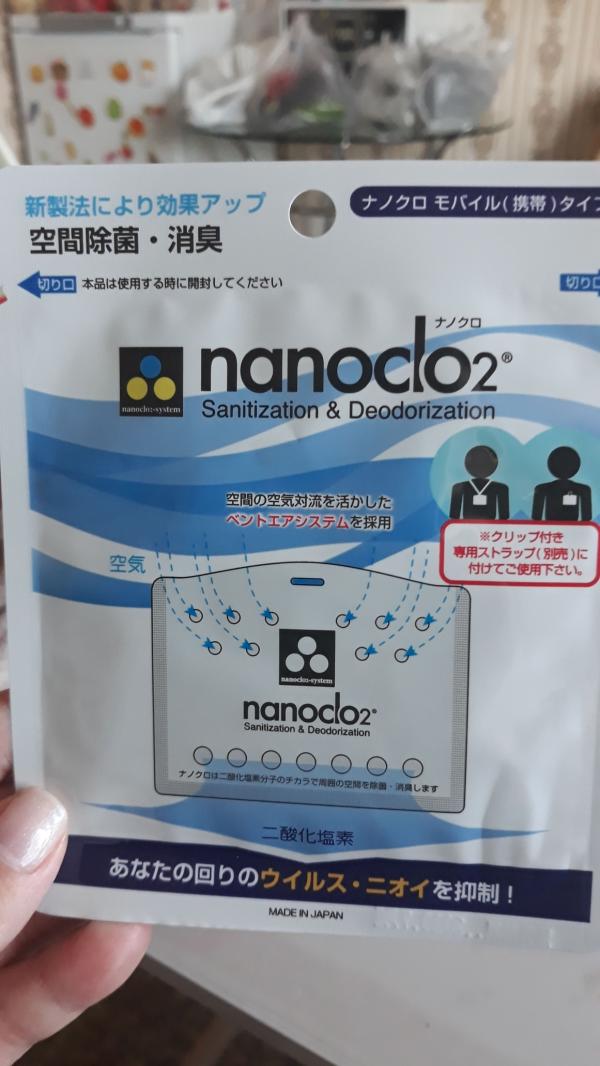 新製法により効果アップ
空間除菌・消臭
ナノクロ モバイル(携帯)タイプ
切り口 本品は使用する時に開封してください
切り口
ナノクロ
nanoclo2®
Sanitization & Deodorization
nanoclo2-system
空間の空気対流を活かした
ベントエアシステムを採用
空気
※クリップ付き
専用ストラップ(別売)に
付けてご使用下さい。
nanoclo2-system
nanoclo2®
Sanitization & Deodorization
ナノクロは二酸化塩素分子のチカラで周囲の空間を除菌・消臭します
二酸化塩素
あなたの回りのウイルス・ニオイを抑制！
MADE IN JAPAN